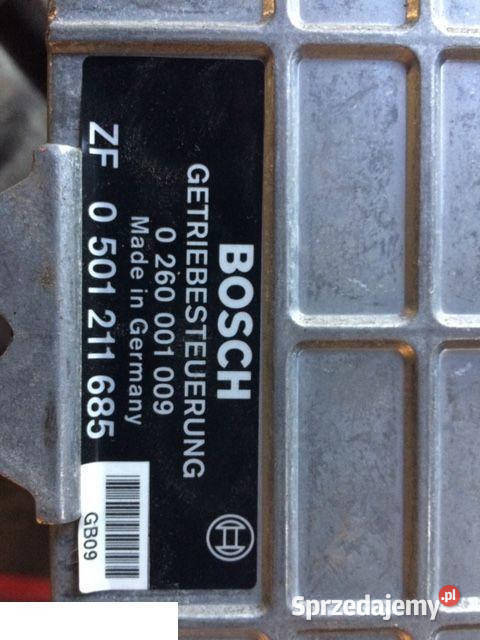 BOSCH
GETRIEBESTEUERUNG
0 260 001 009
Made in Germany
ZF 0 501 211 685
GB09
Sprzedajemy.pl